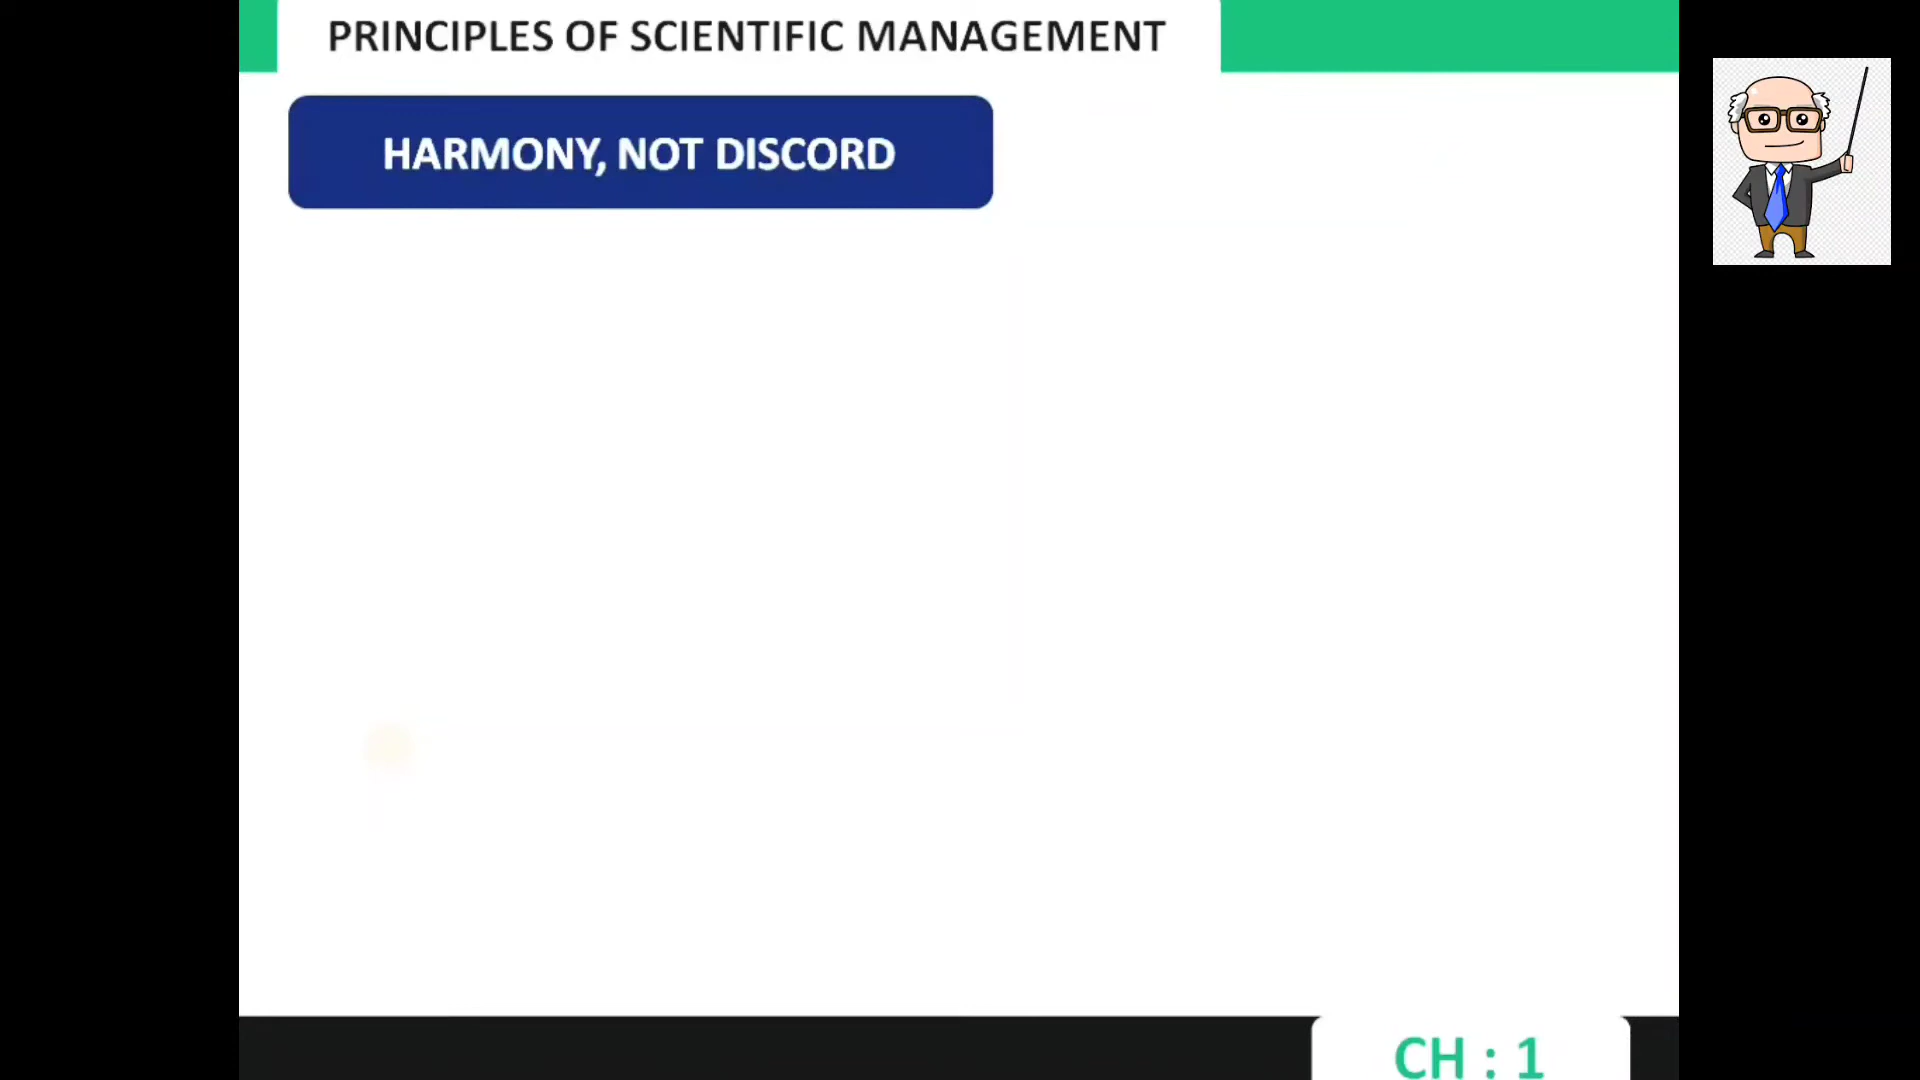 PRINCIPLES OF SCIENTIFIC MANAGEMENT
HARMONY, NOT DISCORD
CH : 1